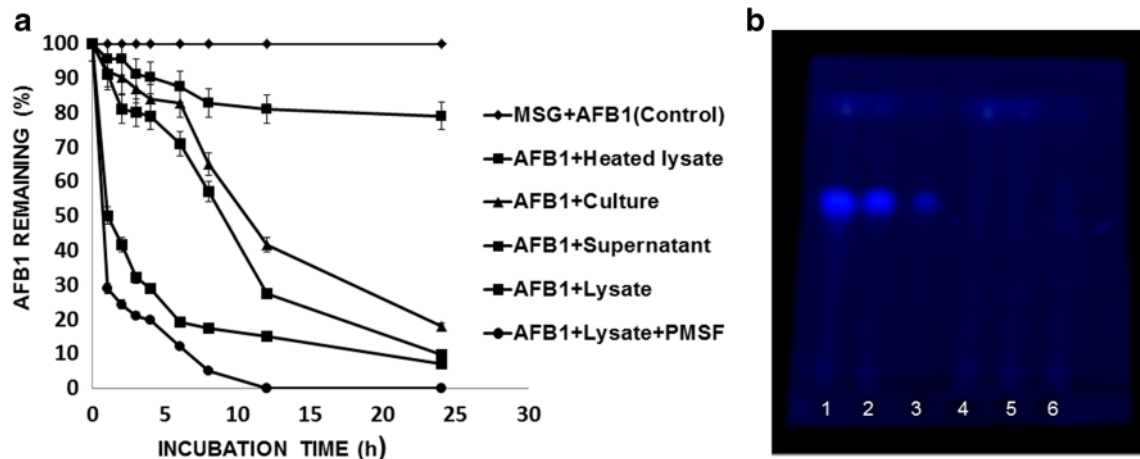 a
b
100
90
80
70
60
50
40
30
20
10
0
AFB1 REMAINING (%)
0 5 10 15 20 25 30
INCUBATION TIME (h)
MSG+AFB1(Control)
AFB1+Heated lysate
AFB1+Culture
AFB1+Supernatant
AFB1+Lysate
AFB1+Lysate+PMSF
1 2 3 4 5 6